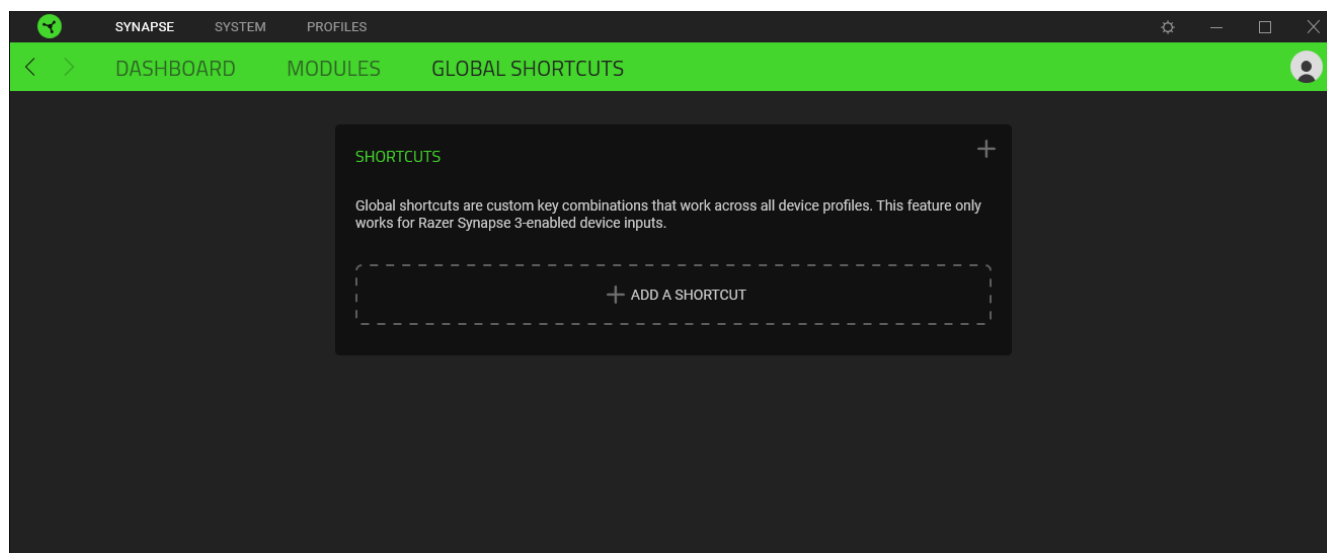 SYNAPSE SYSTEM PROFILES
DASHBOARD MODULES GLOBAL SHORTCUTS
SHORTCUTS
Global shortcuts are custom key combinations that work across all device profiles. This feature only
works for Razer Synapse 3-enabled device inputs.
ADD A SHORTCUT